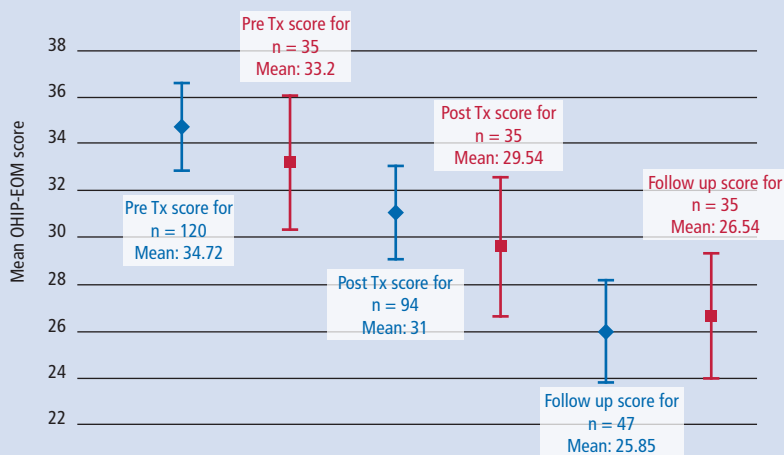 Mean OHIP-EOM score
38
36
34
32
30
28
26
24
22
Pre Tx score for
n = 120
Mean: 34.72
Pre Tx score for
n = 35
Mean: 33.2
Post Tx score for
n = 94
Mean: 31
Post Tx score for
n = 35
Mean: 29.54
Follow up score for
n = 47
Mean: 25.85
Follow up score for
n = 35
Mean: 26.54